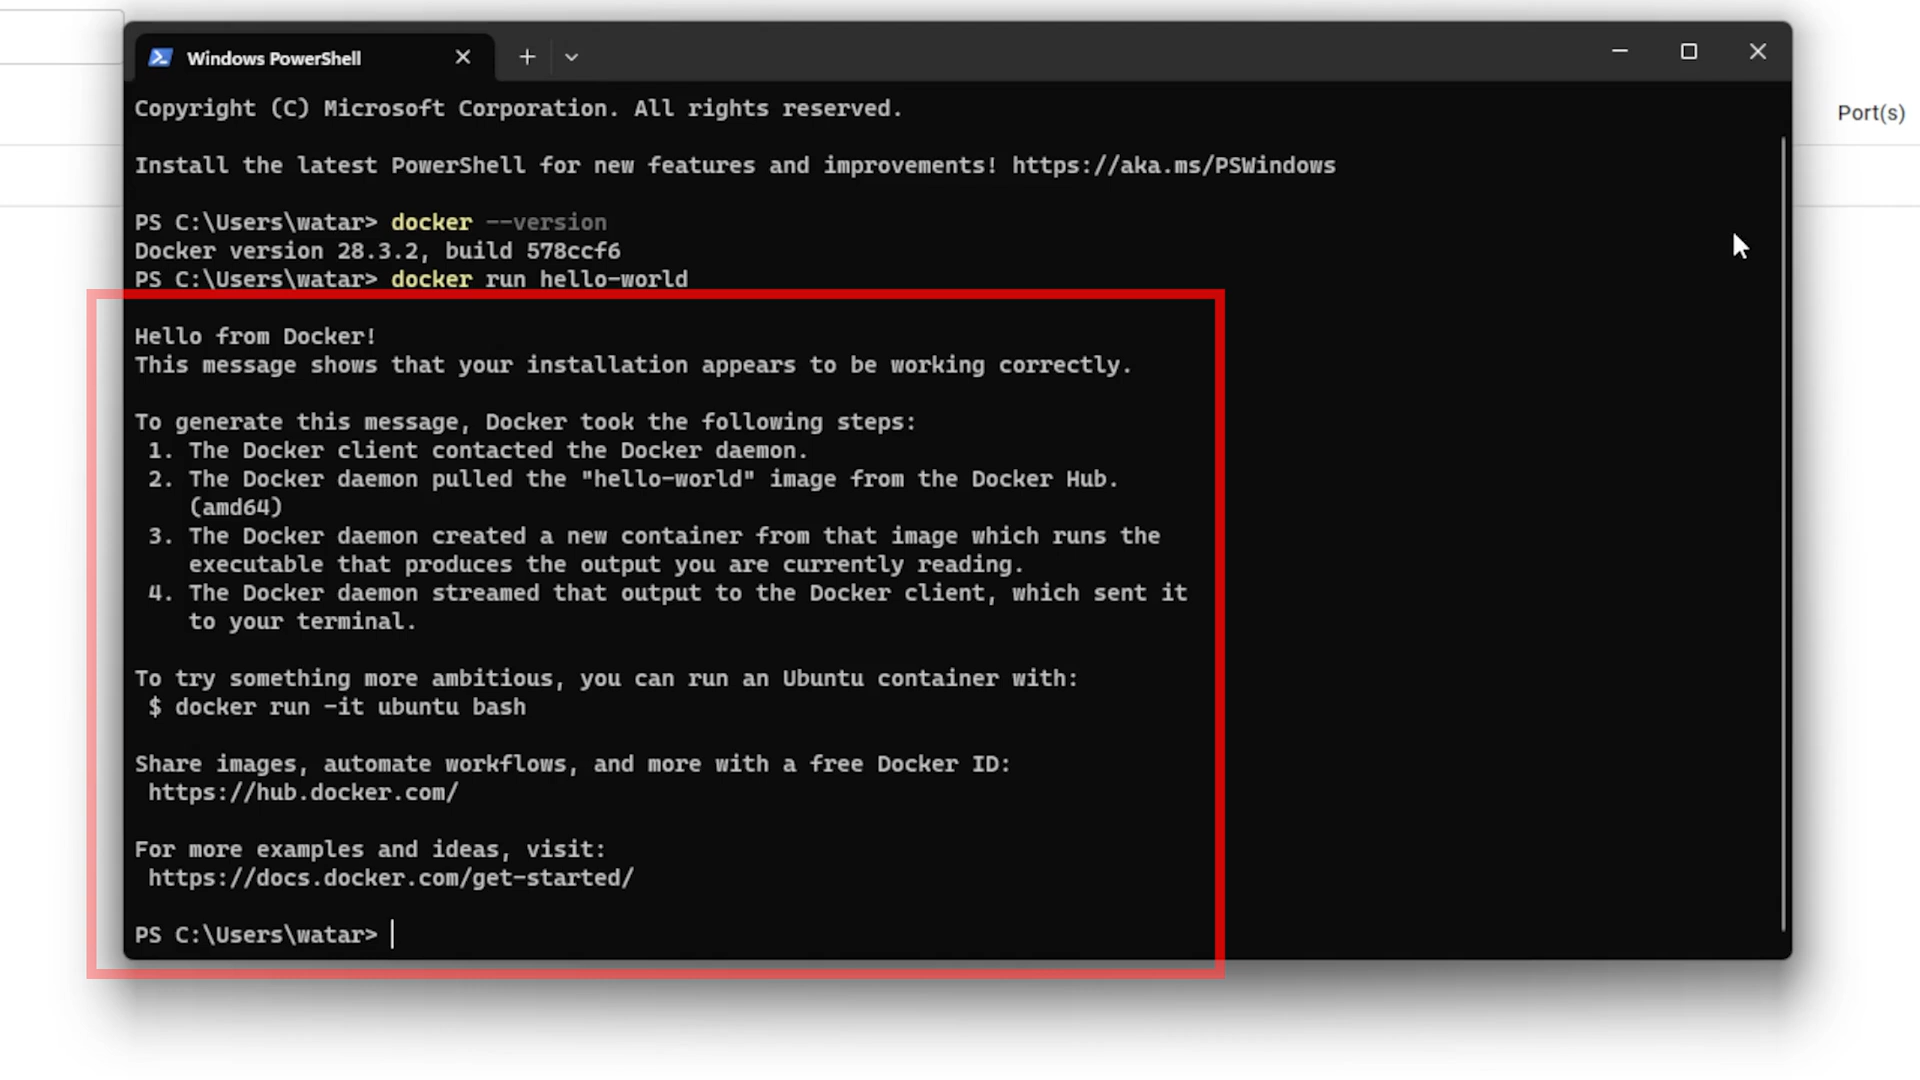 Windows PowerShell
Port(s)
Copyright (C) Microsoft Corporation. All rights reserved.
Install the latest PowerShell for new features and improvements! https://aka.ms/PSWindows
PS C:\Users\watar> docker --version
Docker version 28.3.2, build 578ccf6
PS C:\Users\watar> docker run hello-world
Hello from Docker!
This message shows that your installation appears to be working correctly.
To generate this message, Docker took the following steps:
1. The Docker client contacted the Docker daemon.
2. The Docker daemon pulled the "hello-world" image from the Docker Hub.
(amd64)
3. The Docker daemon created a new container from that image which runs the
executable that produces the output you are currently reading.
4. The Docker daemon streamed that output to the Docker client, which sent it
to your terminal.
To try something more ambitious, you can run an Ubuntu container with:
$ docker run -it ubuntu bash
Share images, automate workflows, and more with a free Docker ID:
https://hub.docker.com/
For more examples and ideas, visit:
https://docs.docker.com/get-started/
PS C:\Users\watar>